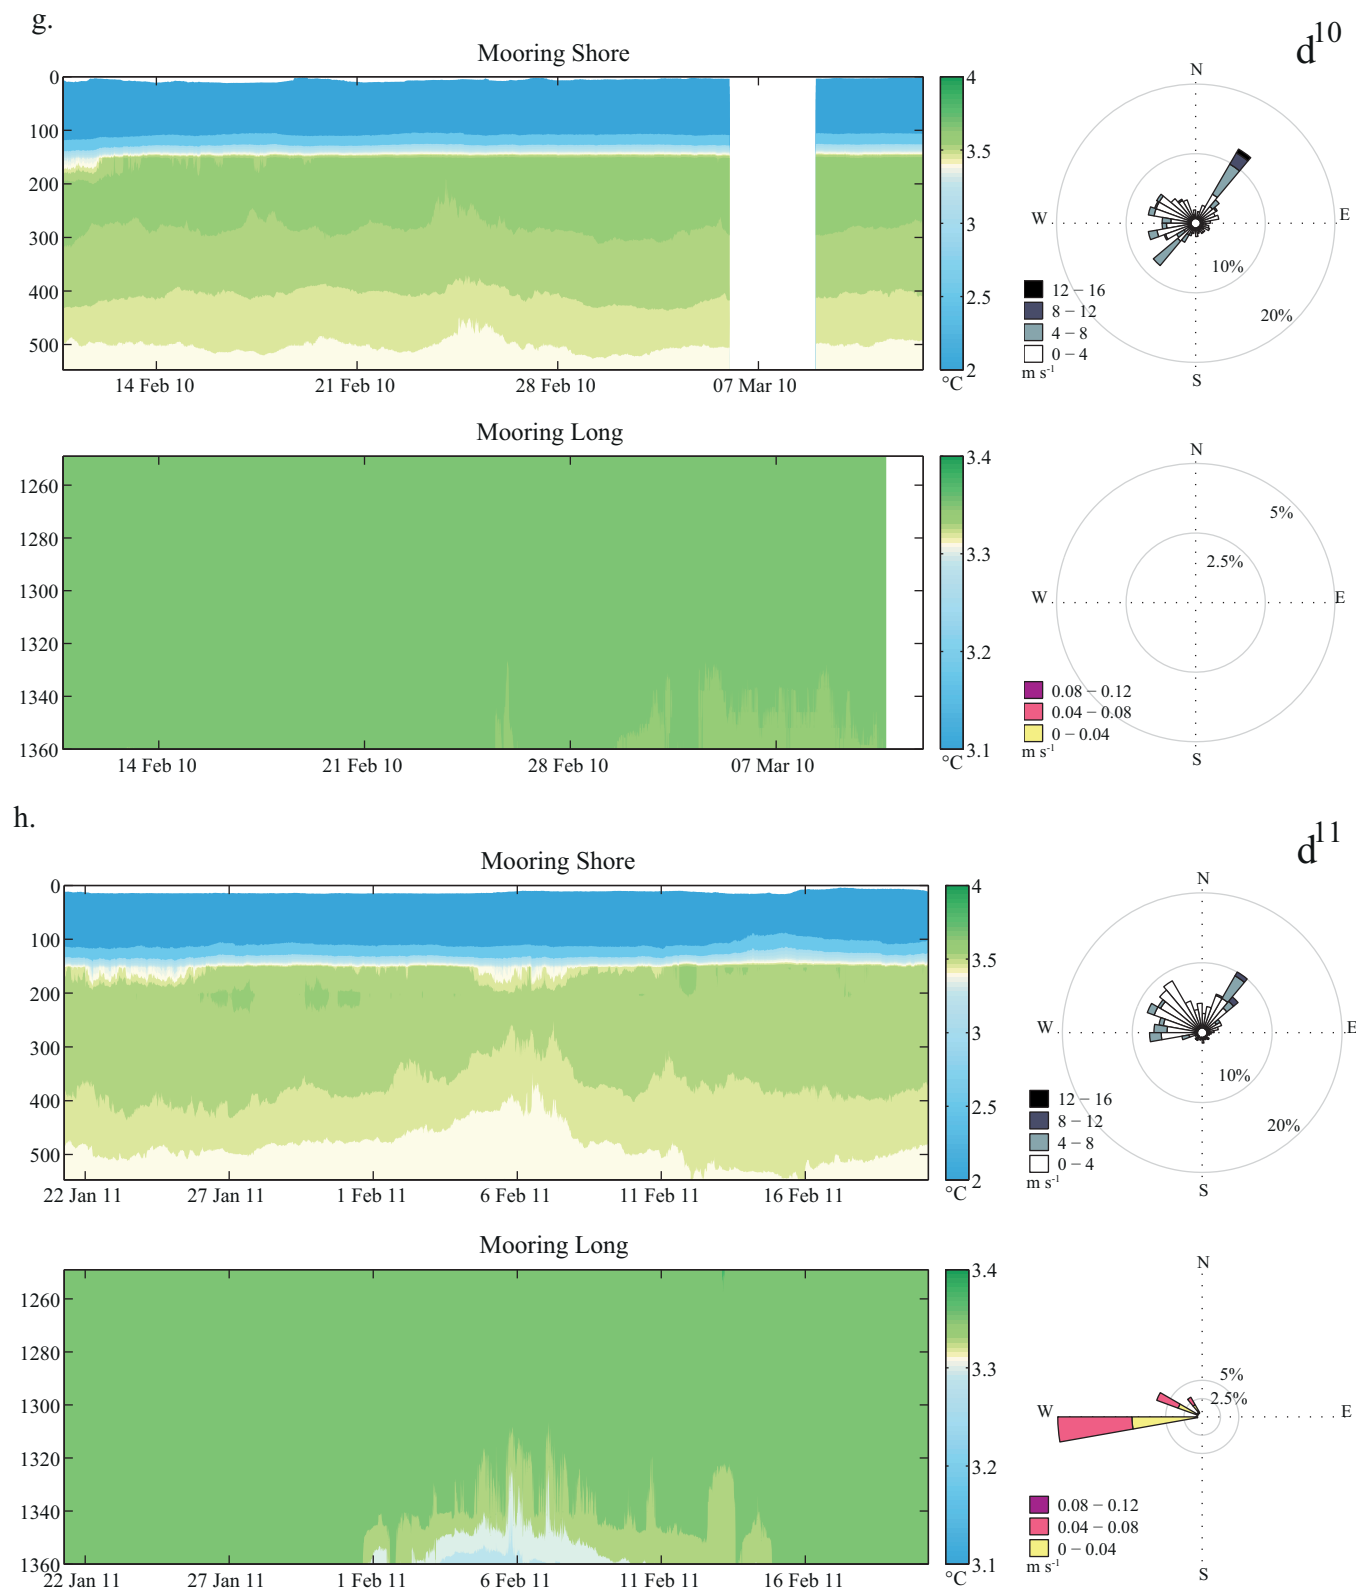 g.
d10
Mooring Shore
0
100
200
300
400
500
14 Feb 10
21 Feb 10
28 Feb 10
07 Mar 10
4
3.5
3
2.5
2
°C
N
W
E
S
10%
20%
12 – 16
8 – 12
4 – 8
0 – 4
m s-1
Mooring Long
1260
1280
1300
1320
1340
1360
14 Feb 10
21 Feb 10
28 Feb 10
07 Mar 10
3.4
3.3
3.2
3.1
°C
N
W
E
S
5%
2.5%
0.08 – 0.12
0.04 – 0.08
0 – 0.04
m s-1
h.
d11
Mooring Shore
0
100
200
300
400
500
22 Jan 11
27 Jan 11
1 Feb 11
6 Feb 11
11 Feb 11
16 Feb 11
4
3.5
3
2.5
2
°C
N
W
E
S
10%
20%
12 – 16
8 – 12
4 – 8
0 – 4
m s-1
Mooring Long
1260
1280
1300
1320
1340
1360
22 Jan 11
27 Jan 11
1 Feb 11
6 Feb 11
11 Feb 11
16 Feb 11
3.4
3.3
3.2
3.1
°C
N
W
E
S
5%
2.5%
0.08 – 0.12
0.04 – 0.08
0 – 0.04
m s-1